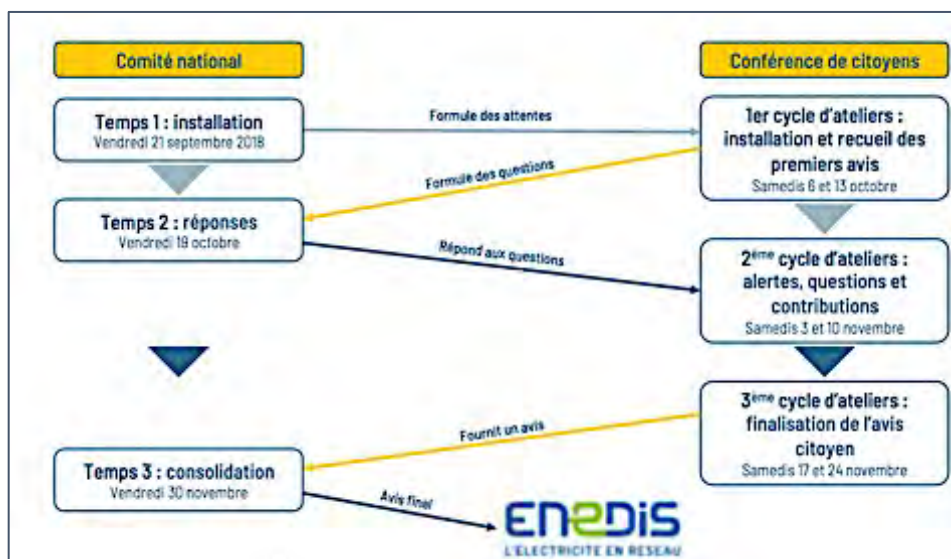 Comité national
Conférence de citoyens
Temps 1 : installation
Vendredi 21 septembre 2018
Formule des attentes
1er cycle d'ateliers :
installation et recueil des
premiers avis
Samedis 6 et 13 octobre
Formule des questions
Temps 2 : réponses
Vendredi 19 octobre
Répond aux questions
2ème cycle d'ateliers :
alertes, questions et
contributions
Samedis 3 et 10 novembre
3ème cycle d'ateliers :
finalisation de l'avis
citoyen
Samedis 17 et 24 novembre
Fournit un avis
Temps 3 : consolidation
Vendredi 30 novembre
Avis final
ENEDIS
L'ELECTRICITE EN RESEAU